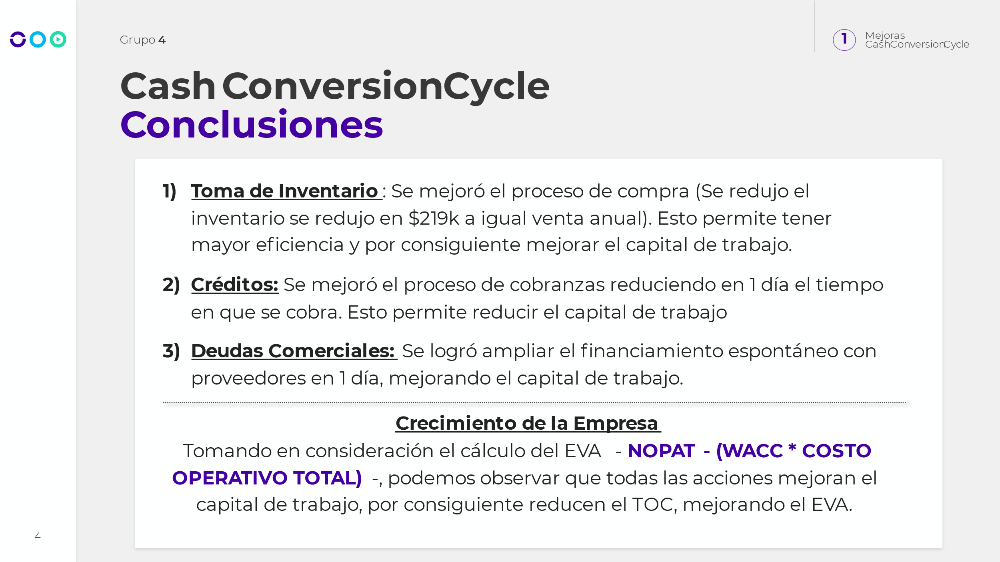 Grupo 4
1
Mejoras
CashConversionCycle
Cash ConversionCycle
Conclusiones
1) Toma de Inventario : Se mejoró el proceso de compra (Se redujo el
inventario se redujo en $219k a igual venta anual). Esto permite tener
mayor eficiencia y por consiguiente mejorar el capital de trabajo.
2) Créditos: Se mejoró el proceso de cobranzas reduciendo en 1 día el tiempo
en que se cobra. Esto permite reducir el capital de trabajo
3) Deudas Comerciales: Se logró ampliar el financiamiento espontáneo con
proveedores en 1 día, mejorando el capital de trabajo.
Crecimiento de la Empresa
Tomando en consideración el cálculo del EVA - NOPAT - (WACC * COSTO
OPERATIVO TOTAL) -, podemos observar que todas las acciones mejoran el
capital de trabajo, por consiguiente reducen el TOC, mejorando el EVA.
4